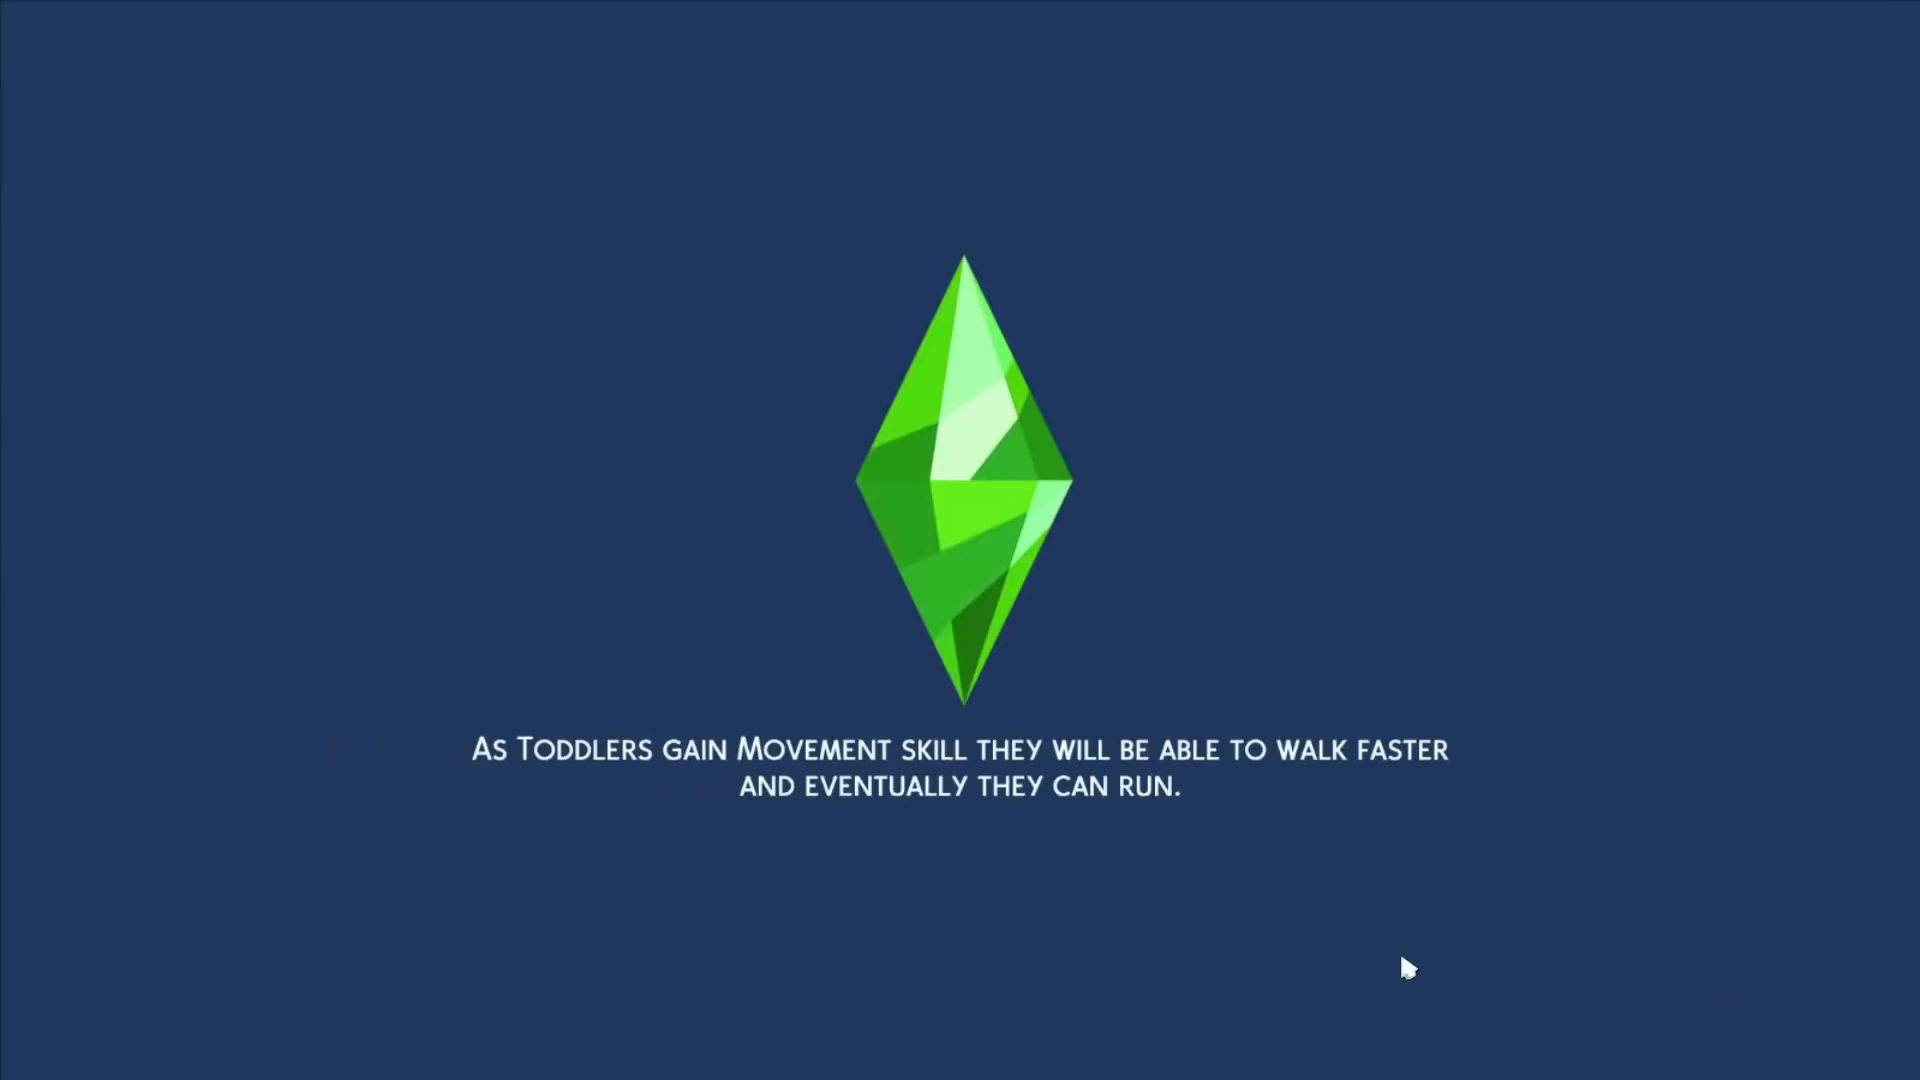 As Toddlers gain Movement skill they will be able to walk faster
and eventually they can run.